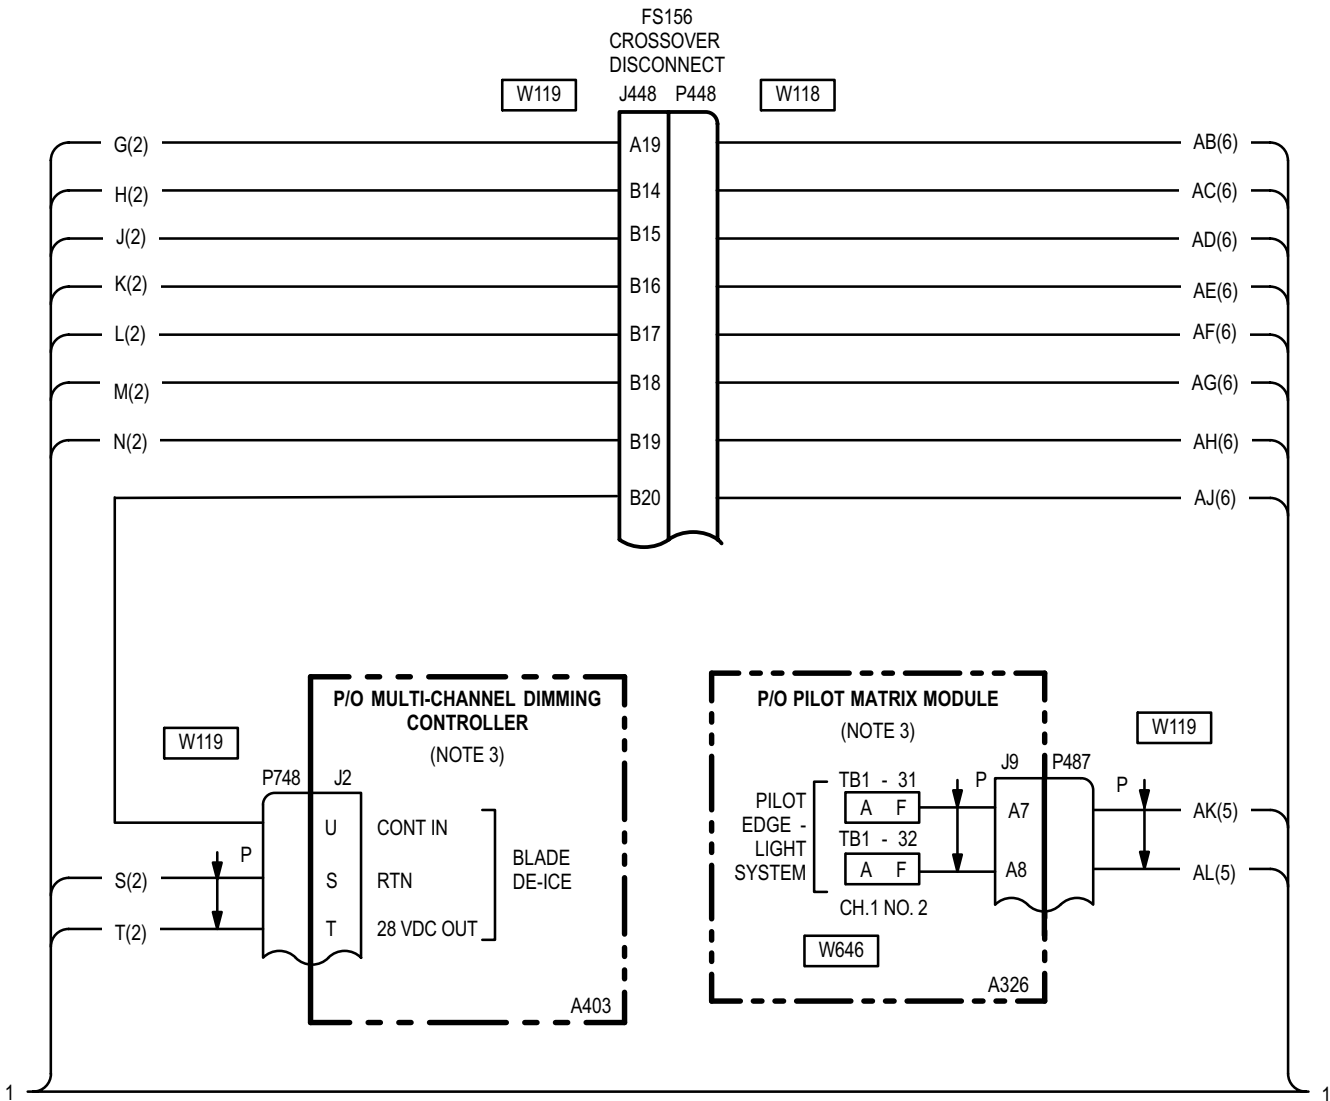 FS156
CROSSOVER
DISCONNECT
W119 J448 P448 W118
G(2) A19 AB(6)
H(2) B14 AC(6)
J(2) B15 AD(6)
K(2) B16 AE(6)
L(2) B17 AF(6)
M(2) B18 AG(6)
N(2) B19 AH(6)
B20 AJ(6)
P/O MULTI-CHANNEL DIMMING
CONTROLLER
(NOTE 3)
W119
P748 J2
U CONT IN
P
S(2) S RTN
T(2) T 28 VDC OUT
BLADE
DE-ICE
A403
P/O PILOT MATRIX MODULE
(NOTE 3)
W119
J9 P487
PILOT
EDGE -
LIGHT
SYSTEM
TB1 - 31 P P
A F A7 AK(5)
TB1 - 32
A F A8 AL(5)
CH.1 NO. 2
W646
A326
1 1